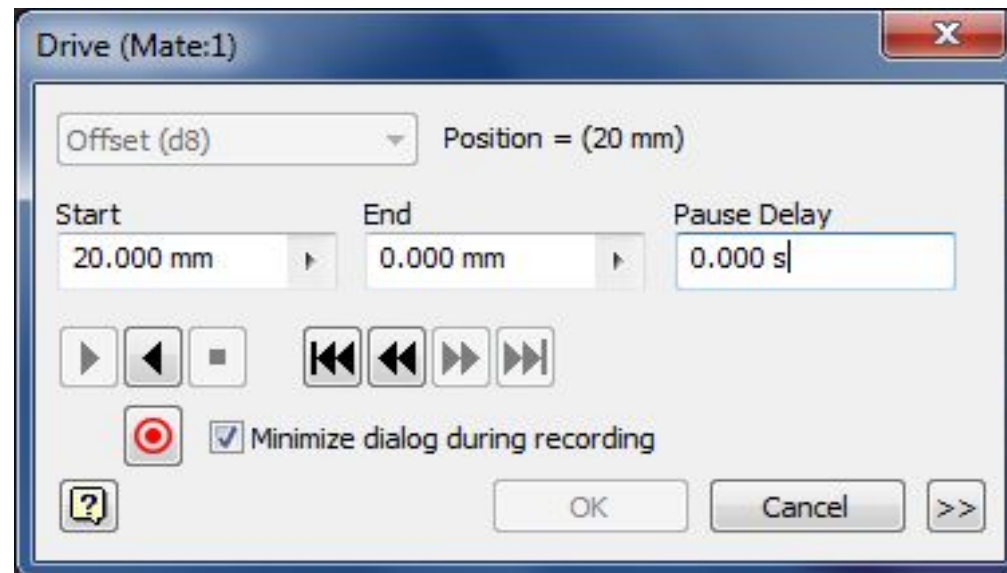 Drive (Mate:1)
Offset (d8)
Position = (20 mm)
Start
End
Pause Delay
20.000 mm
0.000 mm
0.000 s
Minimize dialog during recording
?
OK
Cancel
>>